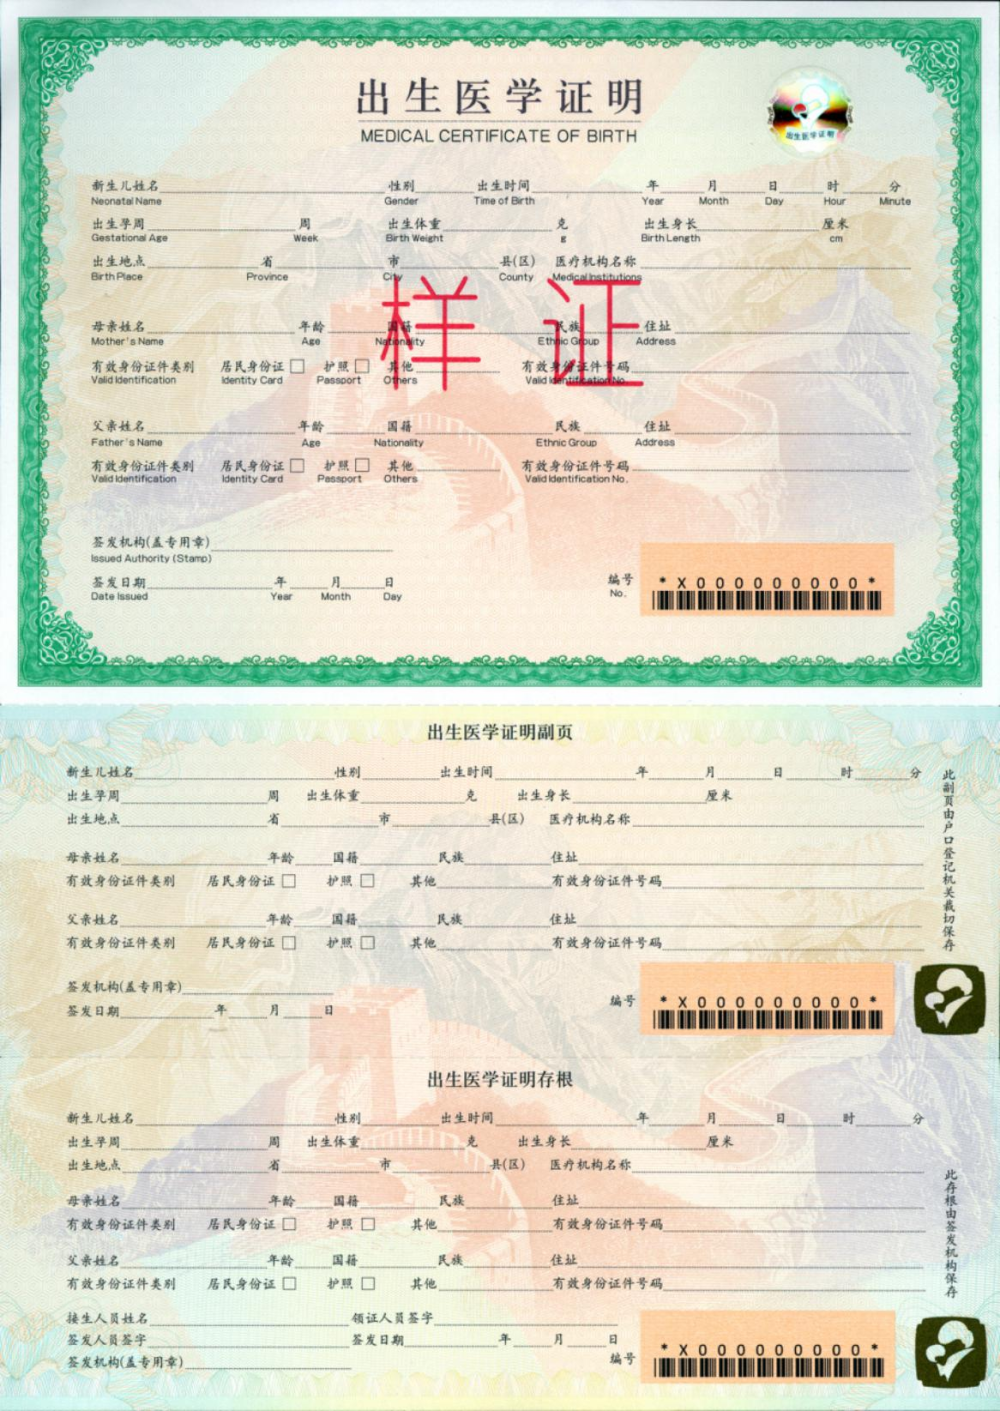 出生医学证明
MEDICAL CERTIFICATE OF BIRTH
出生医学证明
新生儿姓名 性别 出生时间 年 月 日 时 分
Neonatal Name Gender Time of Birth Year Month Day Hour Minute
出生孕周 周 出生体重 克 出生身长 厘米
Gestational Age Week Birth Weight g Birth Length cm
出生地点 省 市 县(区) 医疗机构名称
Birth Place Province City County Medical Institutions
样证
母亲姓名 年龄 国籍 民族 住址
Mother's Name Age Nationality Ethnic Group Address
有效身份证件类别 居民身份证 □ 护照 □ 其他 有效身份证件号码
Valid Identification Identity Card Passport Others Valid Identification No.
父亲姓名 年龄 国籍 民族 住址
Father's Name Age Nationality Ethnic Group Address
有效身份证件类别 居民身份证 □ 护照 □ 其他 有效身份证件号码
Valid Identification Identity Card Passport Others Valid Identification No.
签发机构(盖专用章)
Issued Authority (Stamp)
签发日期 年 月 日 编号 *X000000000*
Date Issued Year Month Day No.
出生医学证明副页
新生儿姓名 性别 出生时间 年 月 日 时 分
出生孕周 周 出生体重 克 出生身长 厘米
出生地点 省 市 县(区) 医疗机构名称
母亲姓名 年龄 国籍 民族 住址
有效身份证件类别 居民身份证 □ 护照 □ 其他 有效身份证件号码
父亲姓名 年龄 国籍 民族 住址
有效身份证件类别 居民身份证 □ 护照 □ 其他 有效身份证件号码
签发机构(盖专用章)
签发日期 年 月 日 编号 *X000000000*
此副页由户口登记机关裁切保存
出生医学证明存根
新生儿姓名 性别 出生时间 年 月 日 时 分
出生孕周 周 出生体重 克 出生身长 厘米
出生地点 省 市 县(区) 医疗机构名称
母亲姓名 年龄 国籍 民族 住址
有效身份证件类别 居民身份证 □ 护照 □ 其他 有效身份证件号码
父亲姓名 年龄 国籍 民族 住址
有效身份证件类别 居民身份证 □ 护照 □ 其他 有效身份证件号码
接生人员姓名 领证人员签字
签发人员签字 签发日期 年 月 日
签发机构(盖专用章) 编号 *X000000000*
此存根由签发机构保存